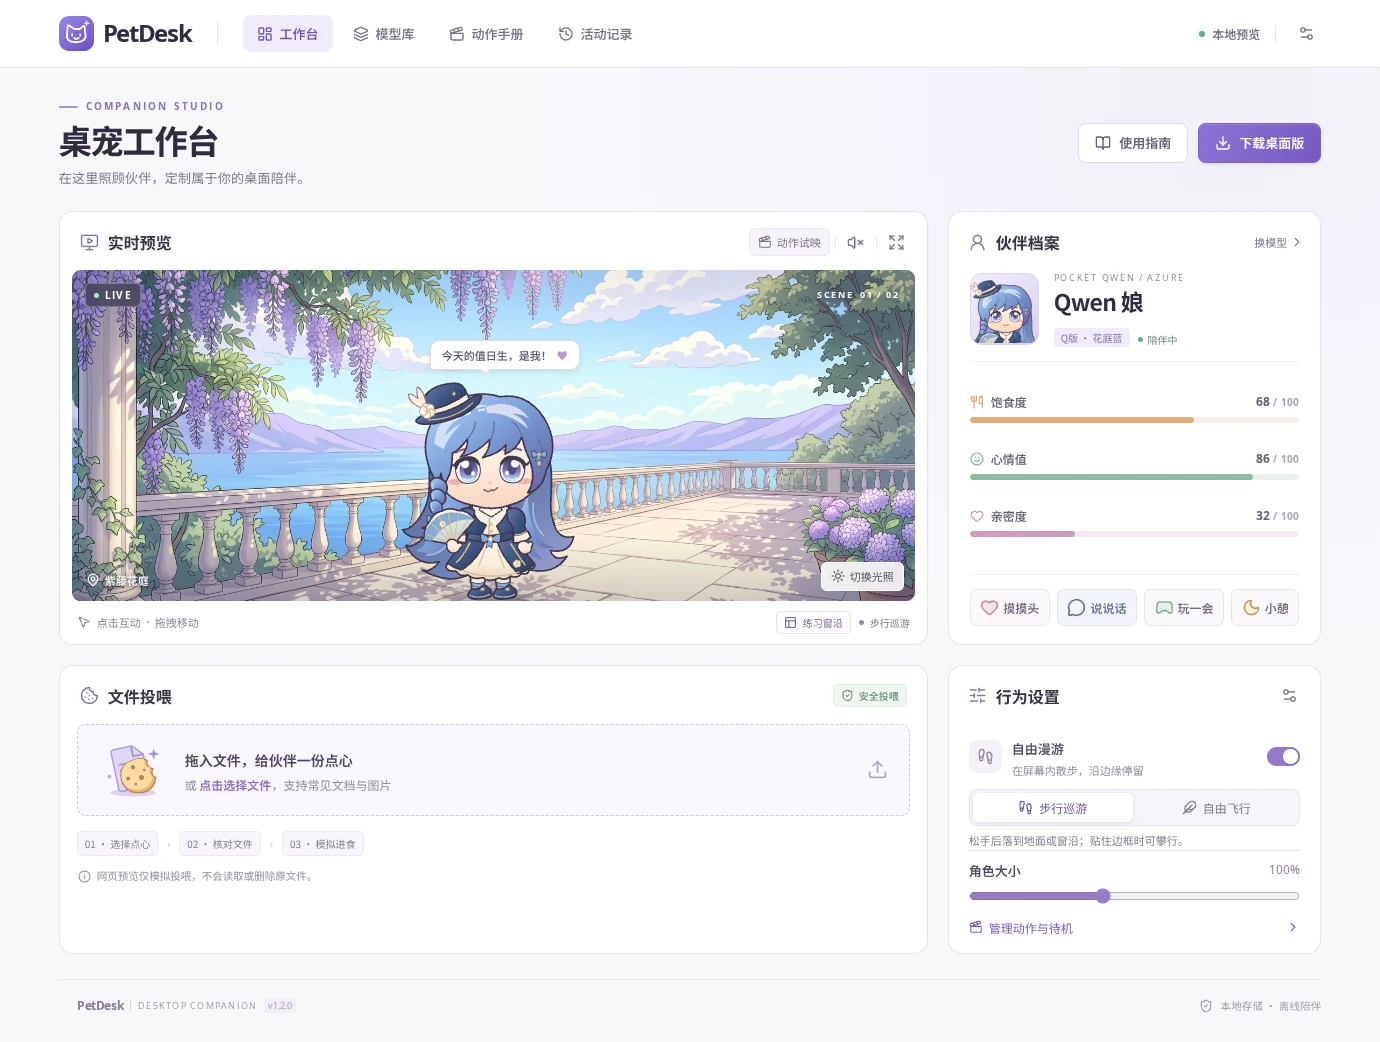 PetDesk
工作台
模型库
动作手册
活动记录
本地预览
COMPANION STUDIO
桌宠工作台
在这里照顾伙伴，定制属于你的桌面陪伴。
使用指南
下载桌面版
实时预览
动作试映
LIVE
SCENE 01 / 02
今天的值日生，是我！
紫藤花庭
切换光照
点击互动 · 拖拽移动
练习窗沿
步行巡游
伙伴档案
换模型
POCKET QWEN / AZURE
Qwen 娘
Q版 · 花庭蓝
陪伴中
饱食度
68 / 100
心情值
86 / 100
亲密度
32 / 100
摸摸头
说说话
玩一会
小憩
文件投喂
安全投喂
拖入文件，给伙伴一份点心
或 点击选择文件，支持常见文档与图片
01 · 选择点心 › 02 · 核对文件 › 03 · 模拟进食
网页预览仅模拟投喂，不会读取或删除原文件。
行为设置
自由漫游
在屏幕内散步，沿边缘停留
步行巡游
自由飞行
松手后落到地面或窗沿；贴住边框时可攀行。
角色大小
100%
管理动作与待机
PetDesk | DESKTOP COMPANION v1.2.0
本地存储 · 离线陪伴